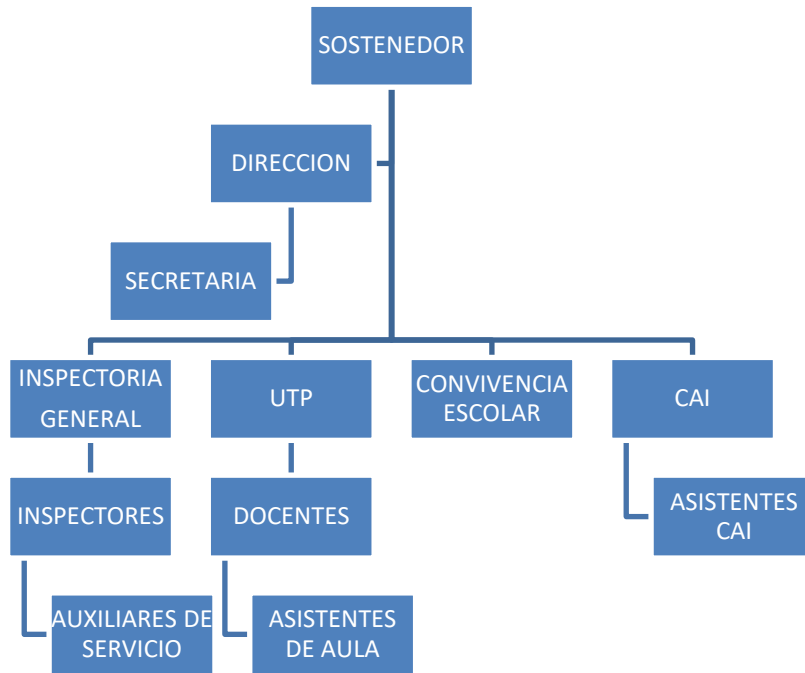 SOSTENEDOR
DIRECCION
SECRETARIA
INSPECTORIA
GENERAL
UTP
CONVIVENCIA
ESCOLAR
CAI
INSPECTORES
DOCENTES
ASISTENTES
CAI
AUXILIARES DE
SERVICIO
ASISTENTES
DE AULA